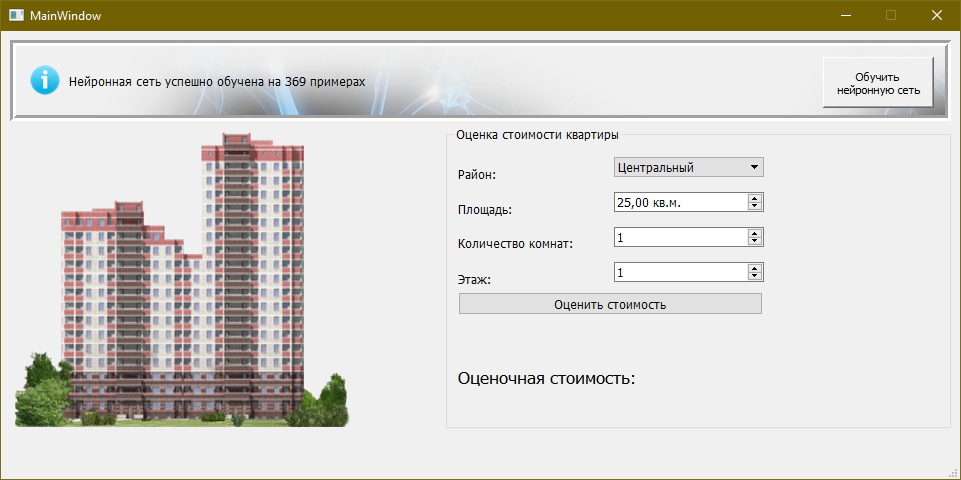 MainWindow
Нейронная сеть успешно обучена на 369 примерах
Обучить
нейронную сеть
Оценка стоимости квартиры
Район:
Центральный
Площадь:
25,00 кв.м.
Количество комнат:
1
Этаж:
1
Оценить стоимость
Оценочная стоимость: